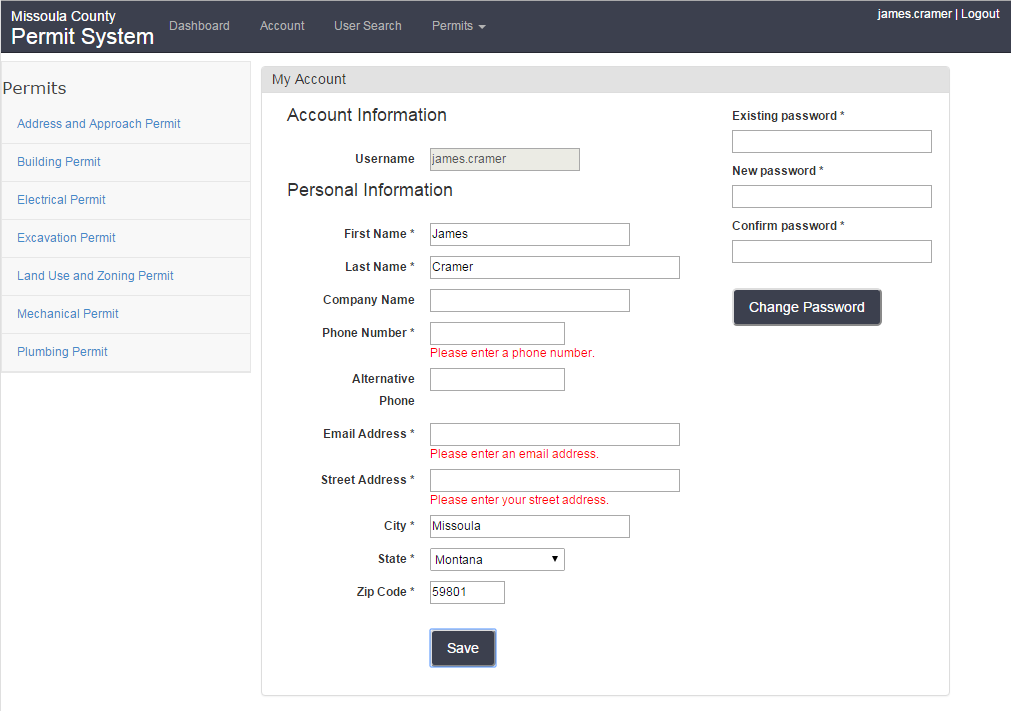 Missoula County
Permit System
Dashboard
Account
User Search
Permits
james.cramer | Logout
Permits
Address and Approach Permit
Building Permit
Electrical Permit
Excavation Permit
Land Use and Zoning Permit
Mechanical Permit
Plumbing Permit
My Account
Account Information
Username james.cramer
Personal Information
First Name * James
Last Name * Cramer
Company Name
Phone Number *
Please enter a phone number.
Alternative
Phone
Email Address *
Please enter an email address.
Street Address *
Please enter your street address.
City * Missoula
State * Montana
Zip Code * 59801
Save
Existing password *
New password *
Confirm password *
Change Password